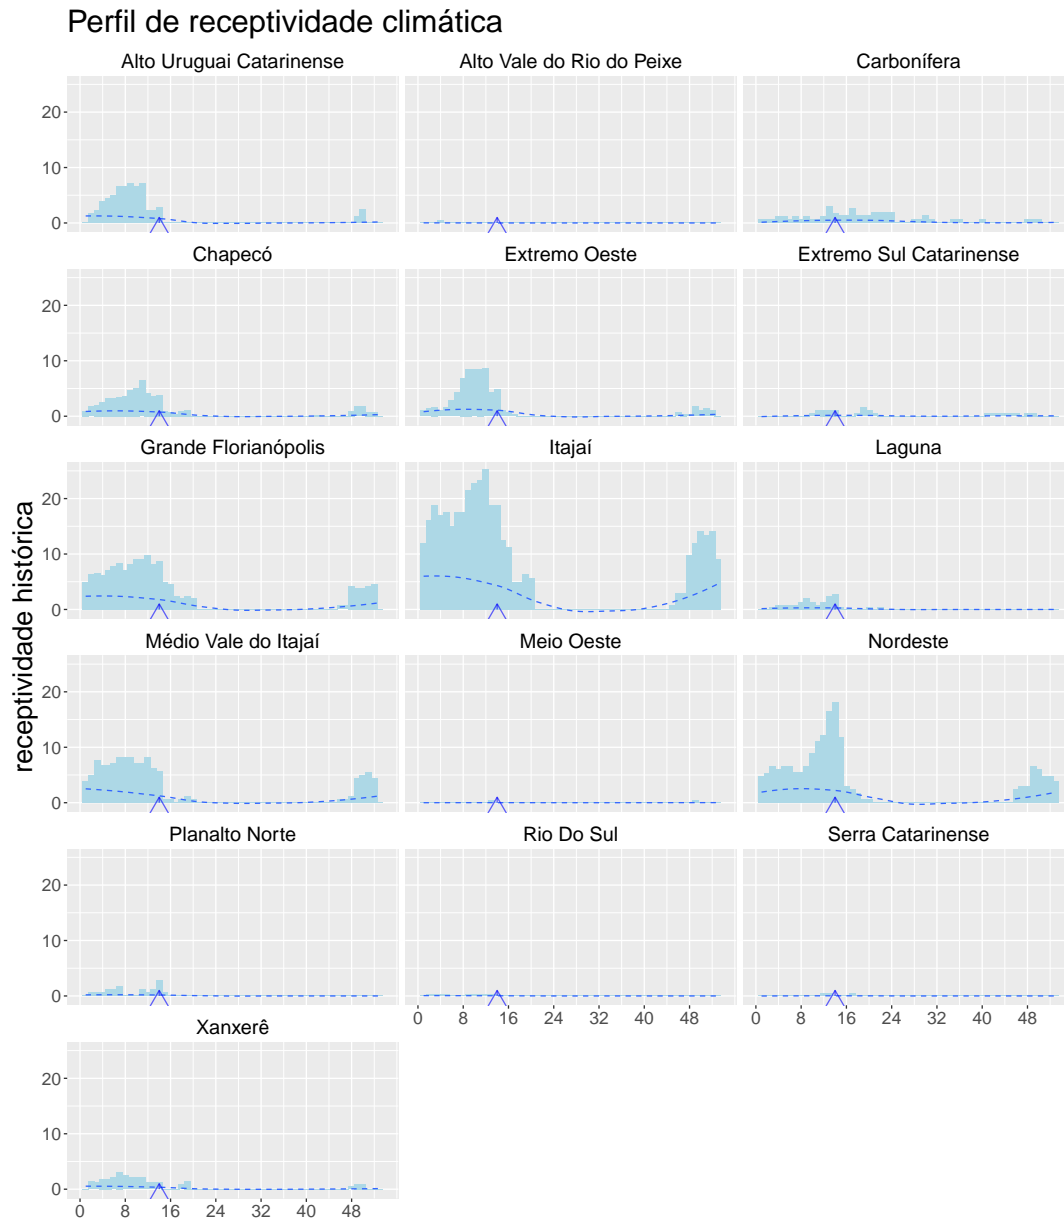 Perfil de receptividade climática
Alto Uruguai Catarinense Alto Vale do Rio do Peixe Carbonífera
20
10
0
Chapecó Extremo Oeste Extremo Sul Catarinense
20
10
0
Grande Florianópolis Itajaí Laguna
20
10
0
receptividade histórica
Médio Vale do Itajaí Meio Oeste Nordeste
20
10
0
Planalto Norte Rio Do Sul Serra Catarinense
20
10
0
0 8 16 24 32 40 48 0 8 16 24 32 40 48
Xanxerê
20
10
0
0 8 16 24 32 40 48